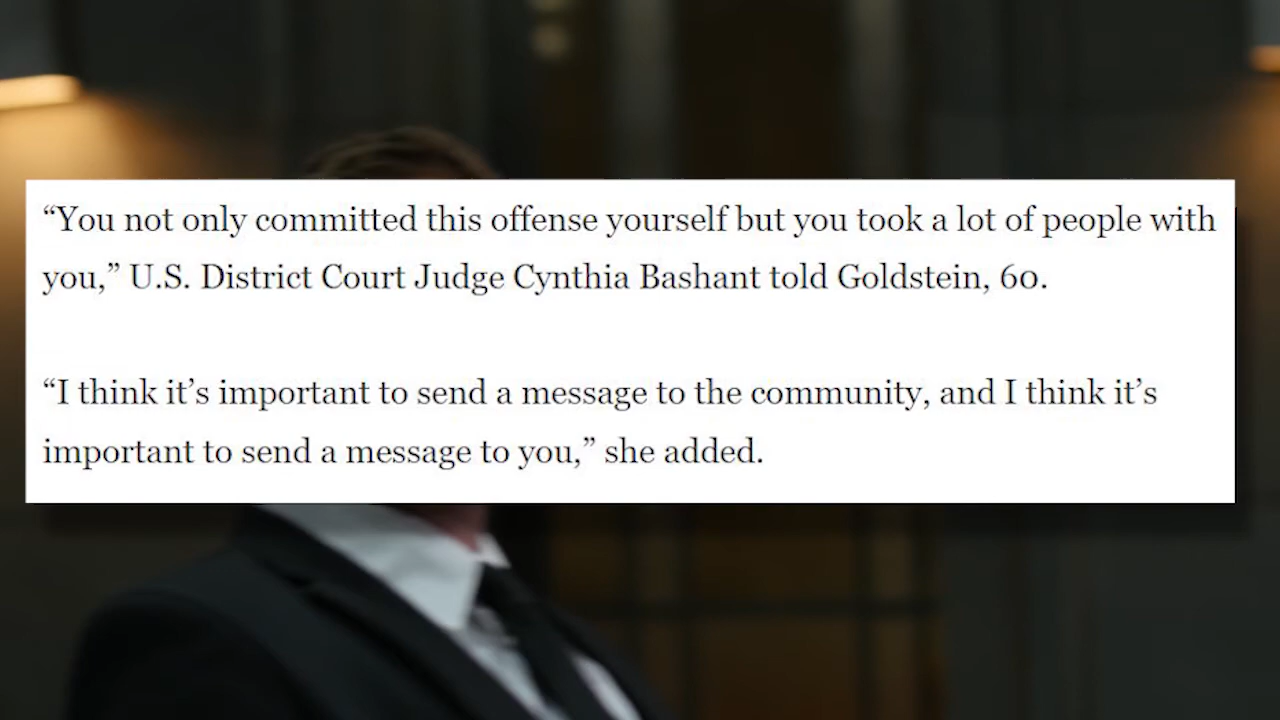 “You not only committed this offense yourself but you took a lot of people with
you,” U.S. District Court Judge Cynthia Bashant told Goldstein, 60.
“I think it’s important to send a message to the community, and I think it’s
important to send a message to you,” she added.